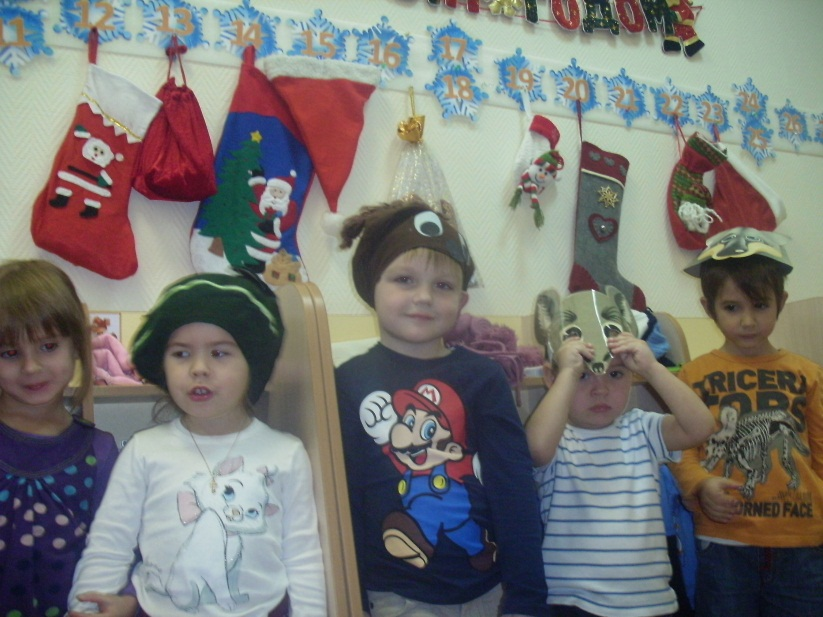 ГОДОМ
11 12 13 14 15 16 17 19 20 21 22 23 24
18 25 26
M
TRICERA
TOPS
HORNED FACE